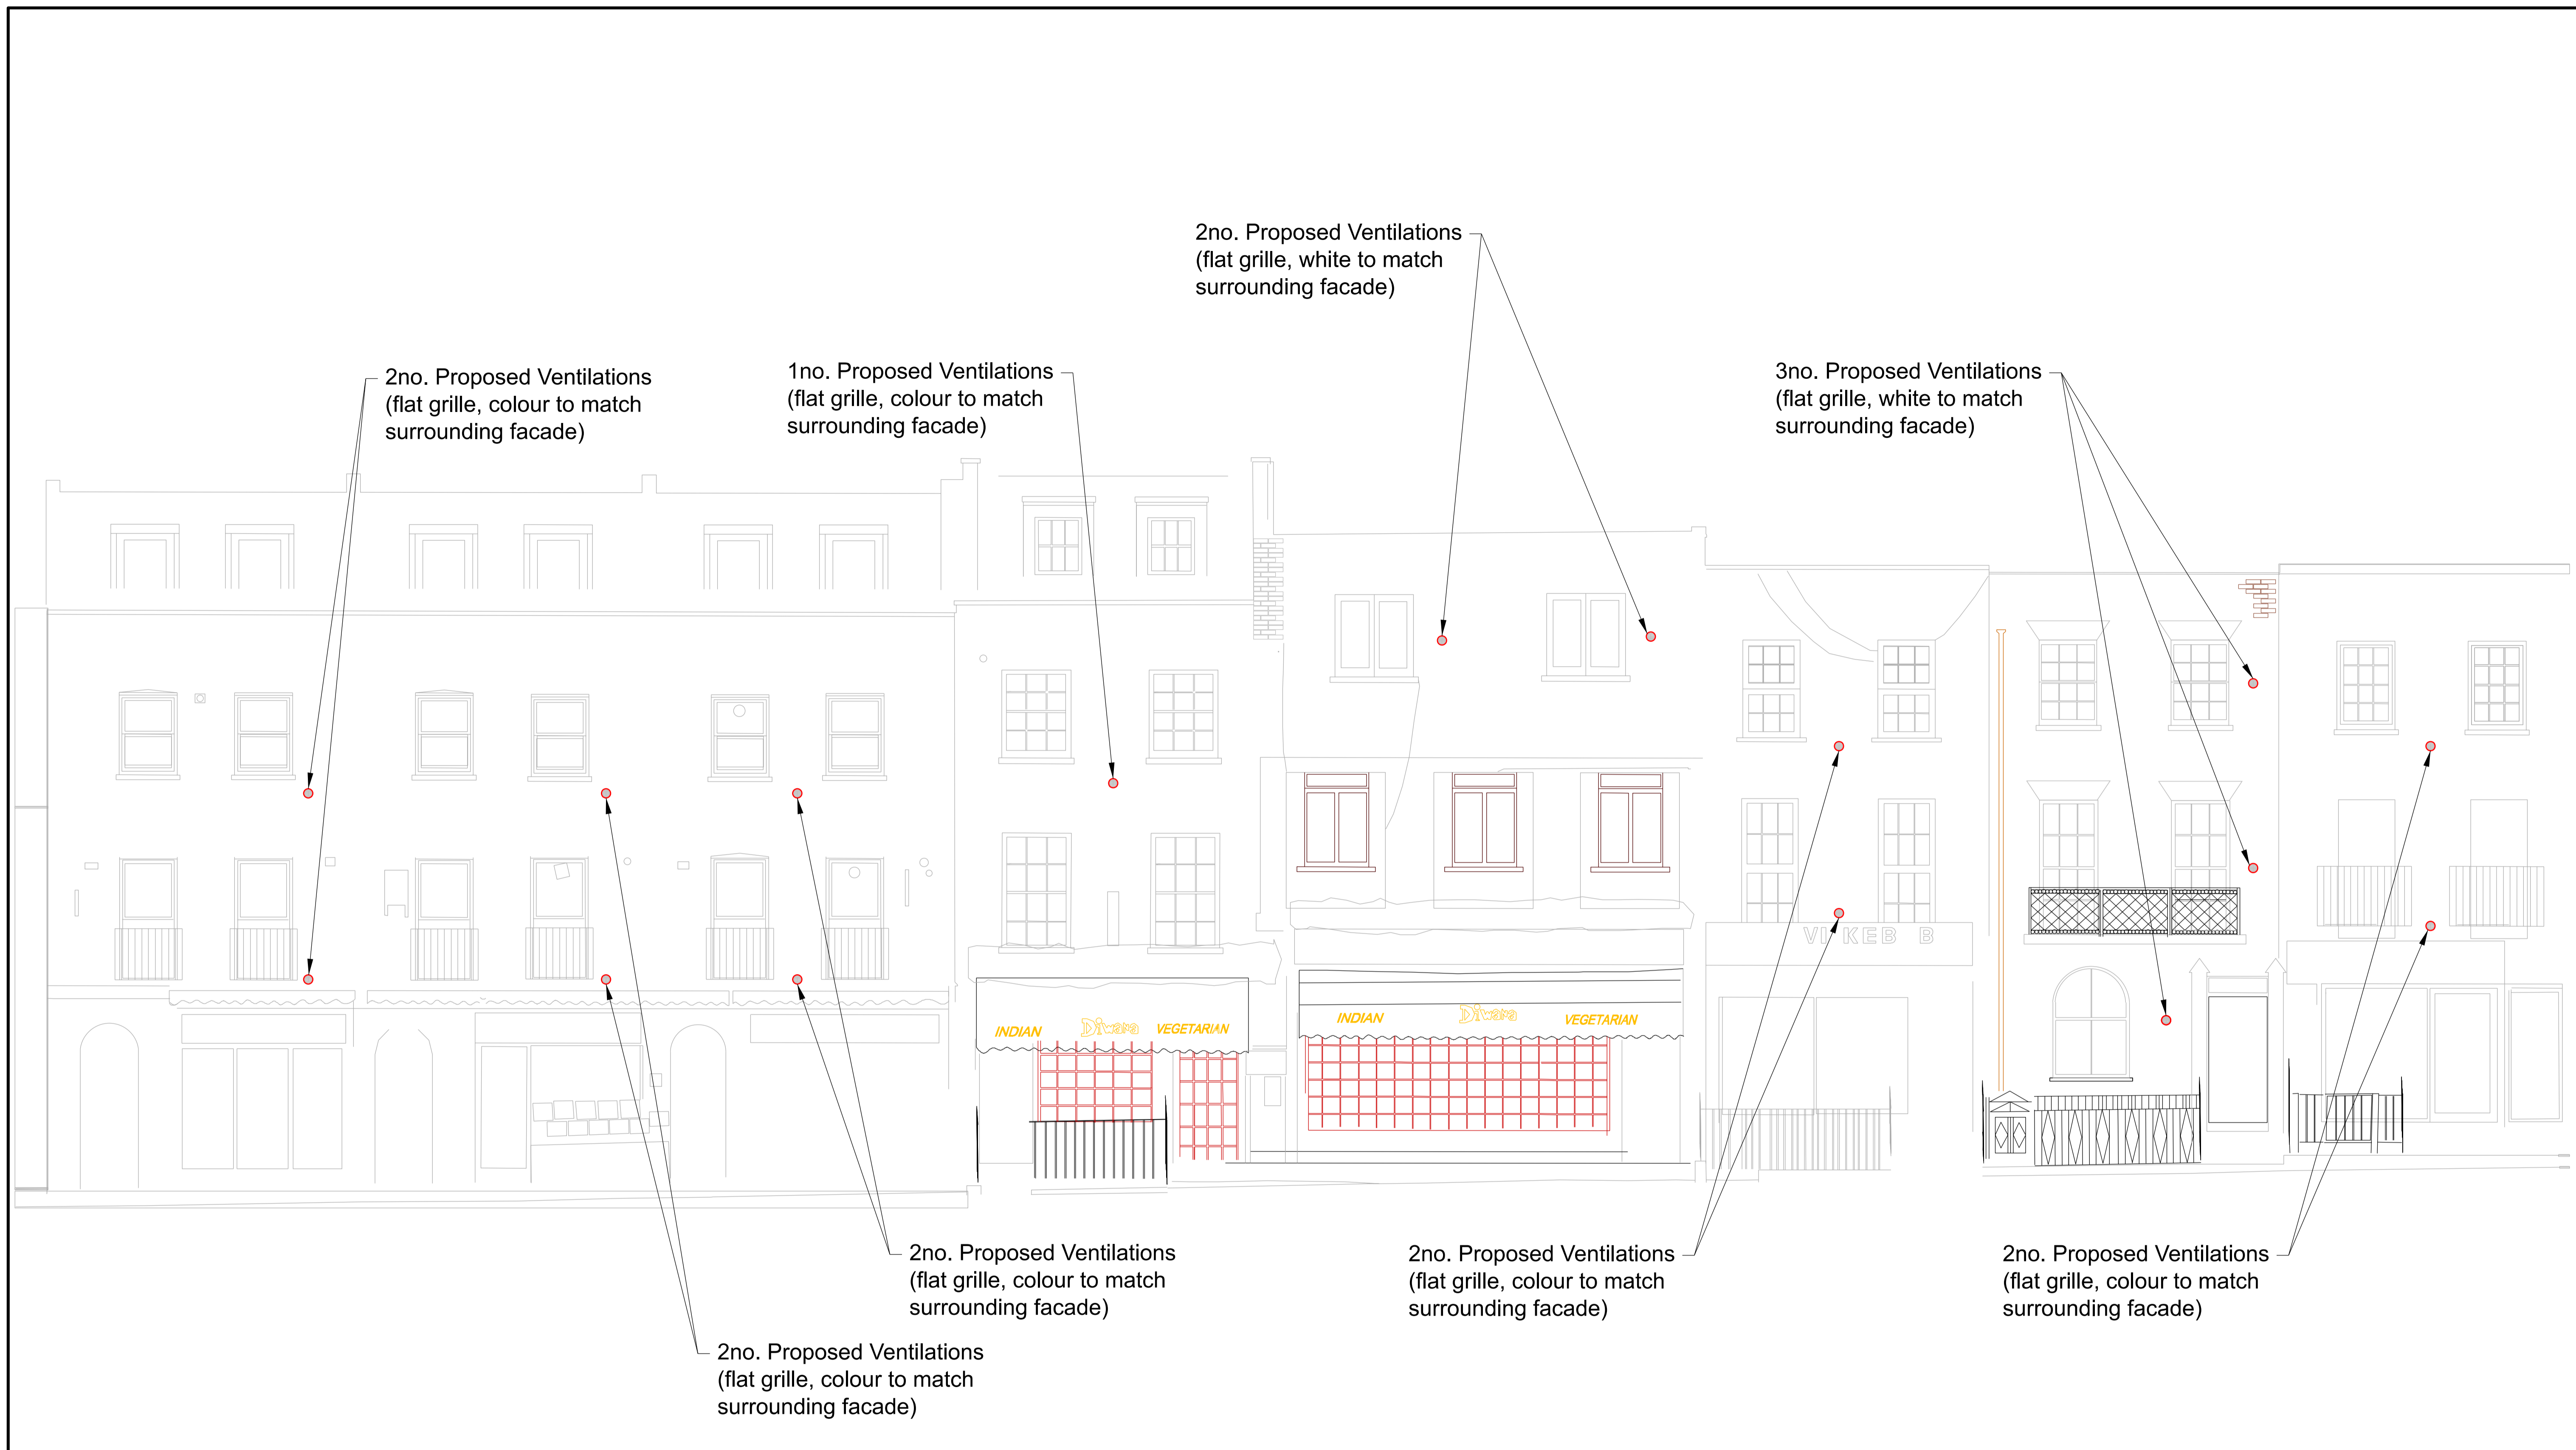 2no. Proposed Ventilations
(flat grille, white to match
surrounding facade)
2no. Proposed Ventilations
(flat grille, colour to match
surrounding facade)
1no. Proposed Ventilations
(flat grille, colour to match
surrounding facade)
3no. Proposed Ventilations
(flat grille, white to match
surrounding facade)
VI KEB B
INDIAN Diwana VEGETARIAN
INDIAN Diwana VEGETARIAN
2no. Proposed Ventilations
(flat grille, colour to match
surrounding facade)
2no. Proposed Ventilations
(flat grille, colour to match
surrounding facade)
2no. Proposed Ventilations
(flat grille, colour to match
surrounding facade)
2no. Proposed Ventilations
(flat grille, colour to match
surrounding facade)